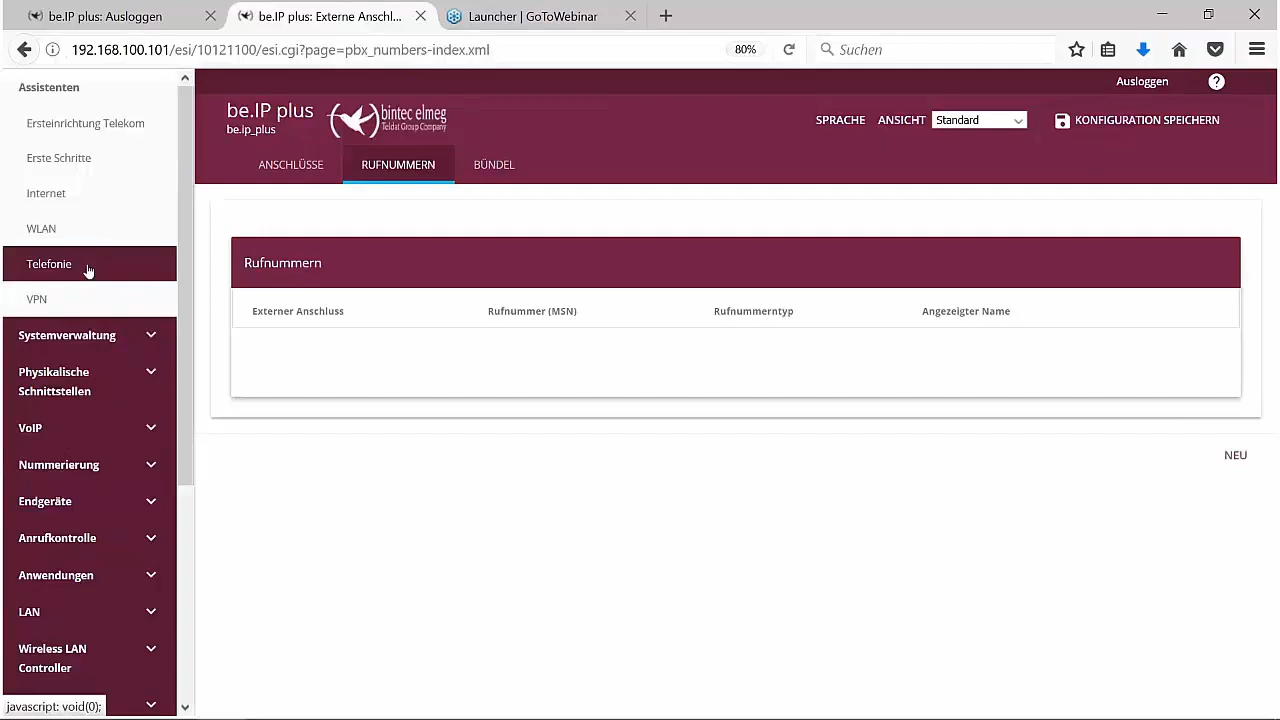 be.IP plus: Ausloggen
be.IP plus: Externe Anschl...
Launcher | GoToWebinar
192.168.100.101/esi/10121100/esi.cgi?page=pbx_numbers-index.xml
80%
Suchen
Assistenten
Ersteinrichtung Telekom
Erste Schritte
Internet
WLAN
Telefonie
VPN
Systemverwaltung
Physikalische
Schnittstellen
VoIP
Nummerierung
Endgeräte
Anrufkontrolle
Anwendungen
LAN
Wireless LAN
Controller
javascript: void(0);
Ausloggen
?
be.IP plus
be.ip_plus
bintec elmeg
Teldat Group Company
SPRACHE
ANSICHT
Standard
KONFIGURATION SPEICHERN
ANSCHLÜSSE
RUFNUMMERN
BÜNDEL
Rufnummern
Externer Anschluss
Rufnummer (MSN)
Rufnummerntyp
Angezeigter Name
NEU